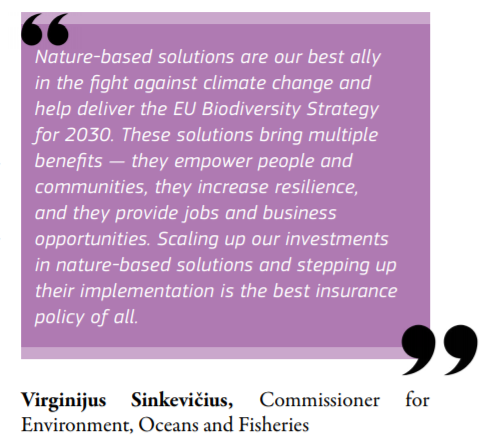 “
Nature-based solutions are our best ally
in the fight against climate change and
help deliver the EU Biodiversity Strategy
for 2030. These solutions bring multiple
benefits — they empower people and
communities, they increase resilience,
and they provide jobs and business
opportunities. Scaling up our investments
in nature-based solutions and stepping up
their implementation is the best insurance
policy of all.
”
Virginijus Sinkevičius, Commissioner for
Environment, Oceans and Fisheries